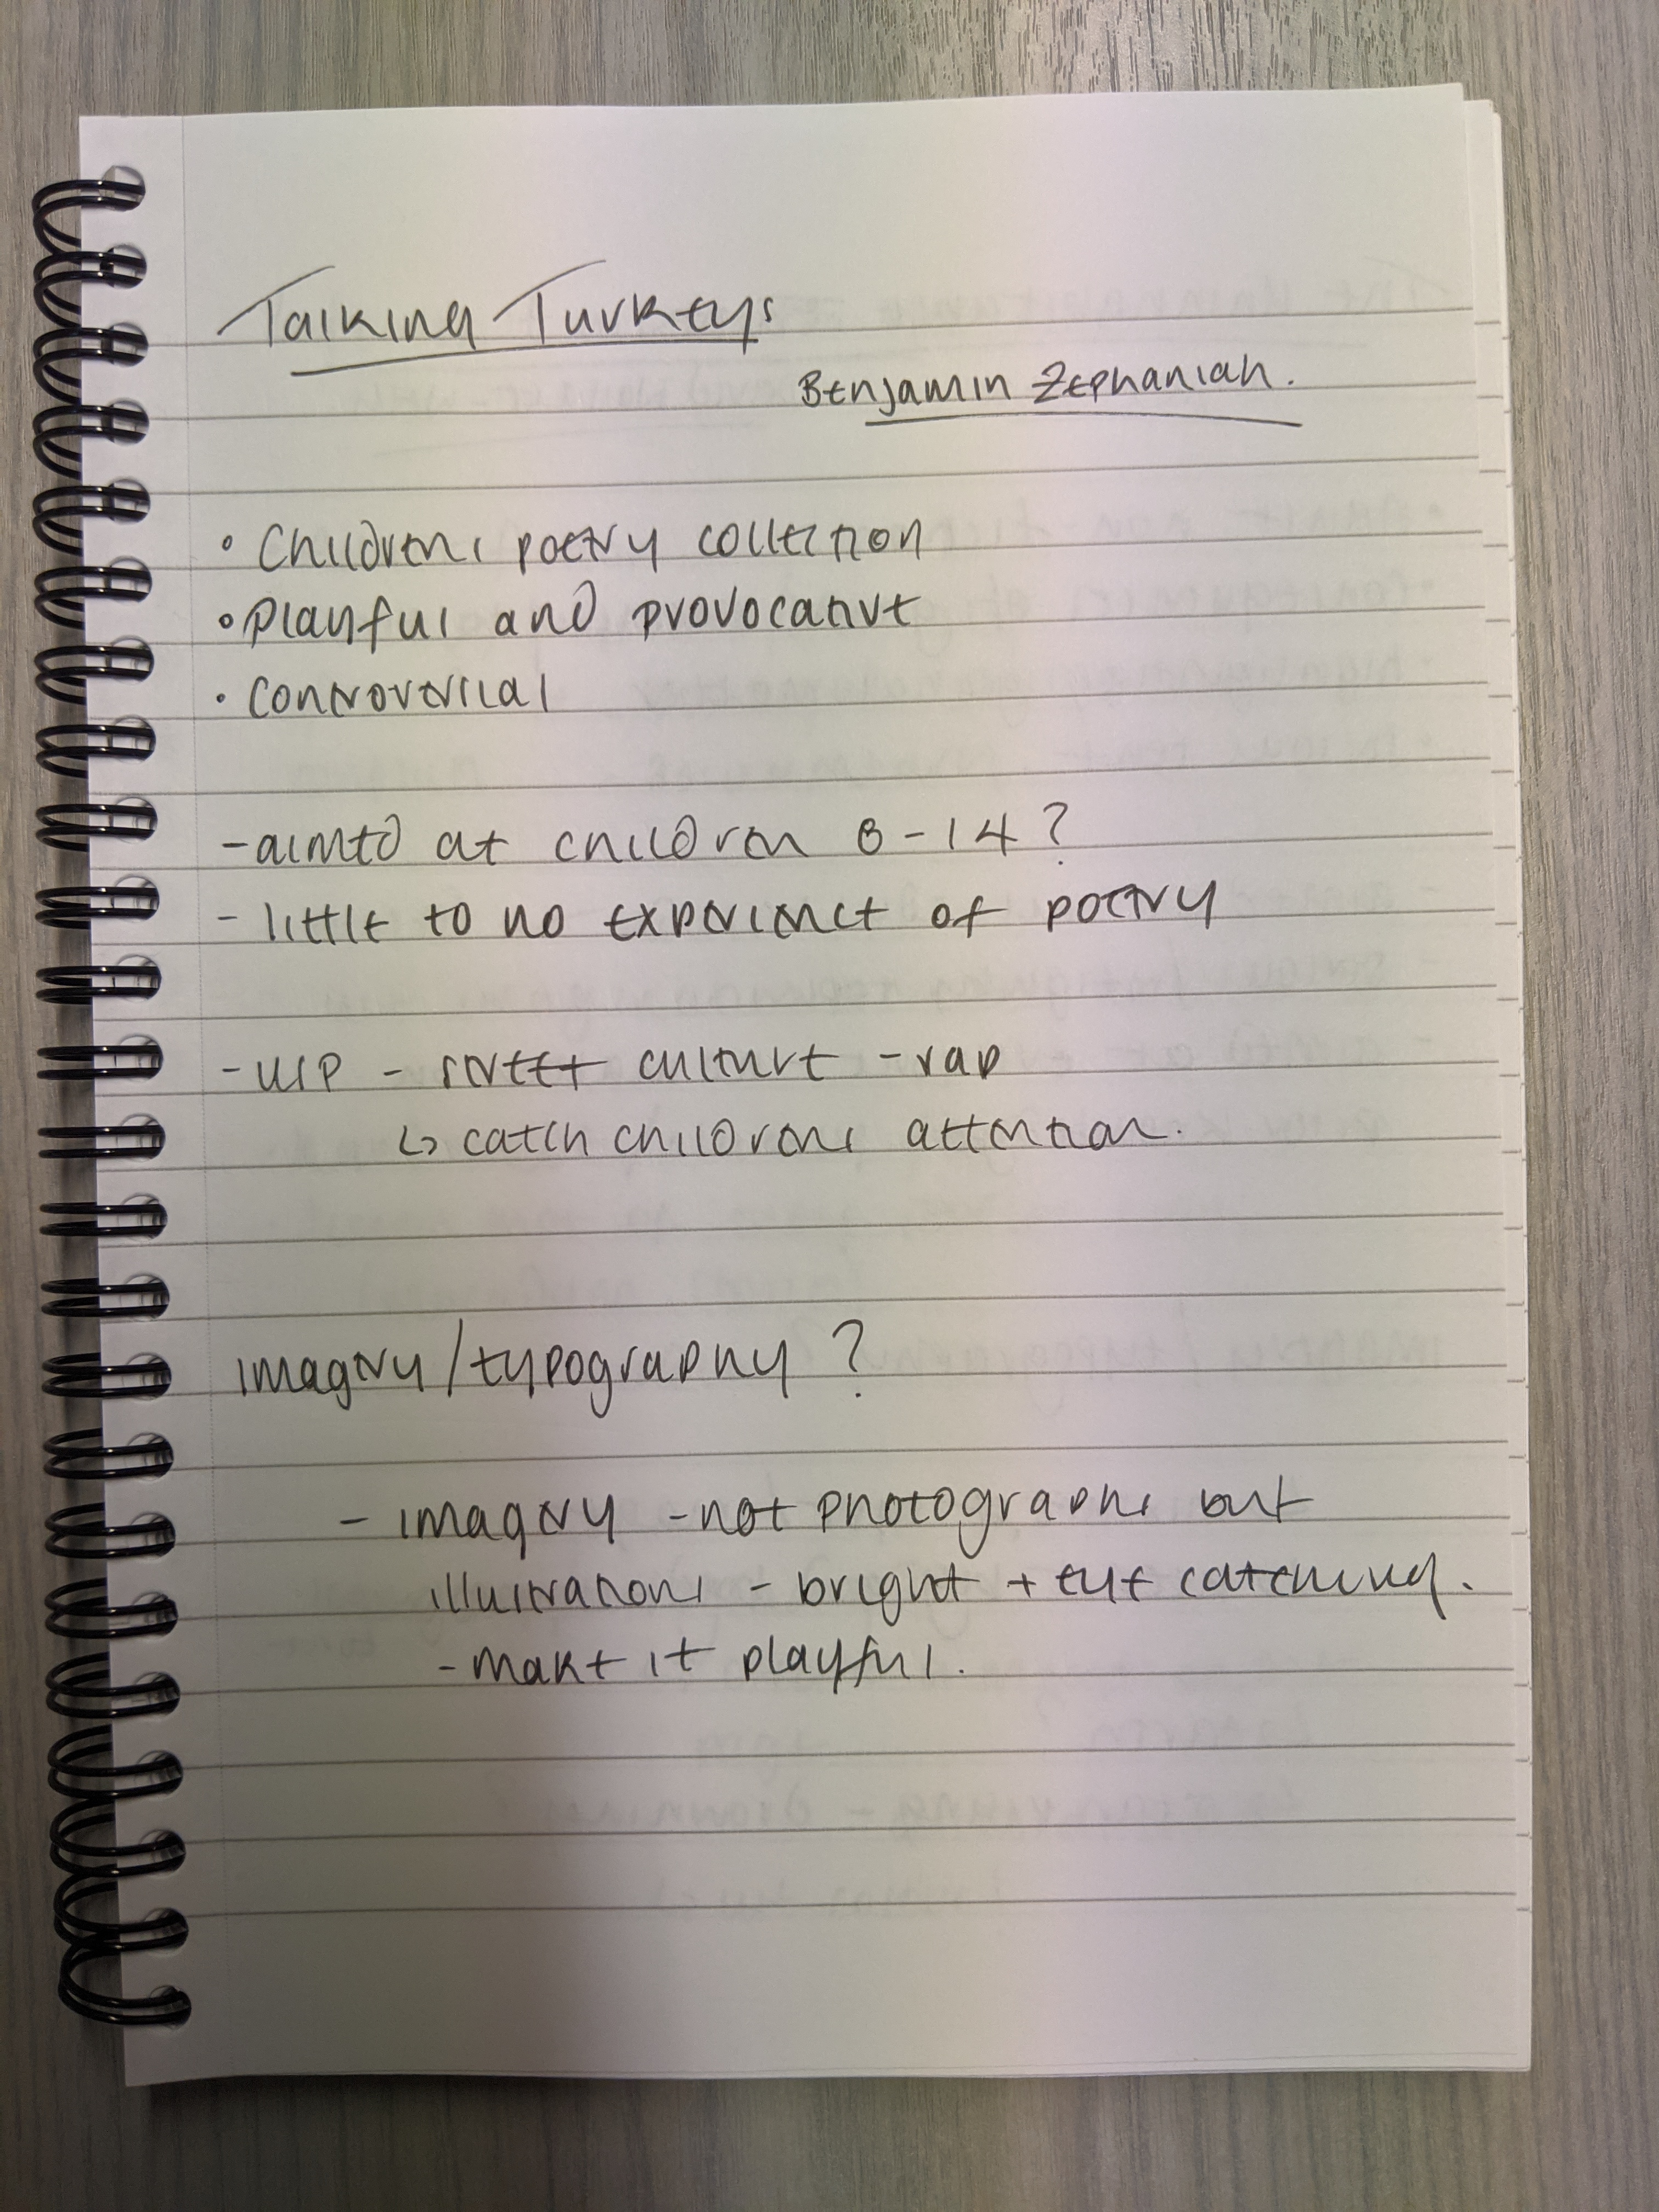 Talking Turkeys
Benjamin Zephaniah.
• Childrens poetry collection
• Playful and provocative
• Controversial
- aimed at children 8-14?
- little to no experience of poetry
- USP - street culture - rap
↳ catch childrens attention.
imagery/typography?
- imagery - not photographs but
illustrations - bright + eye catching.
- make it playful.